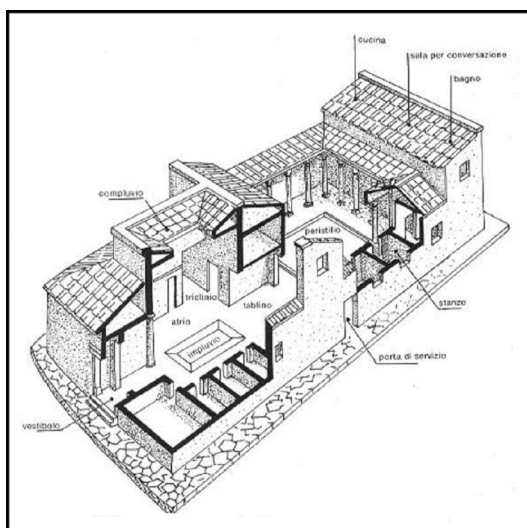 cucina
sala per conversazione
bagno
compluvio
peristilio
triclinio
tablino
stanze
atrio
impluvio
porta di servizio
vestibolo